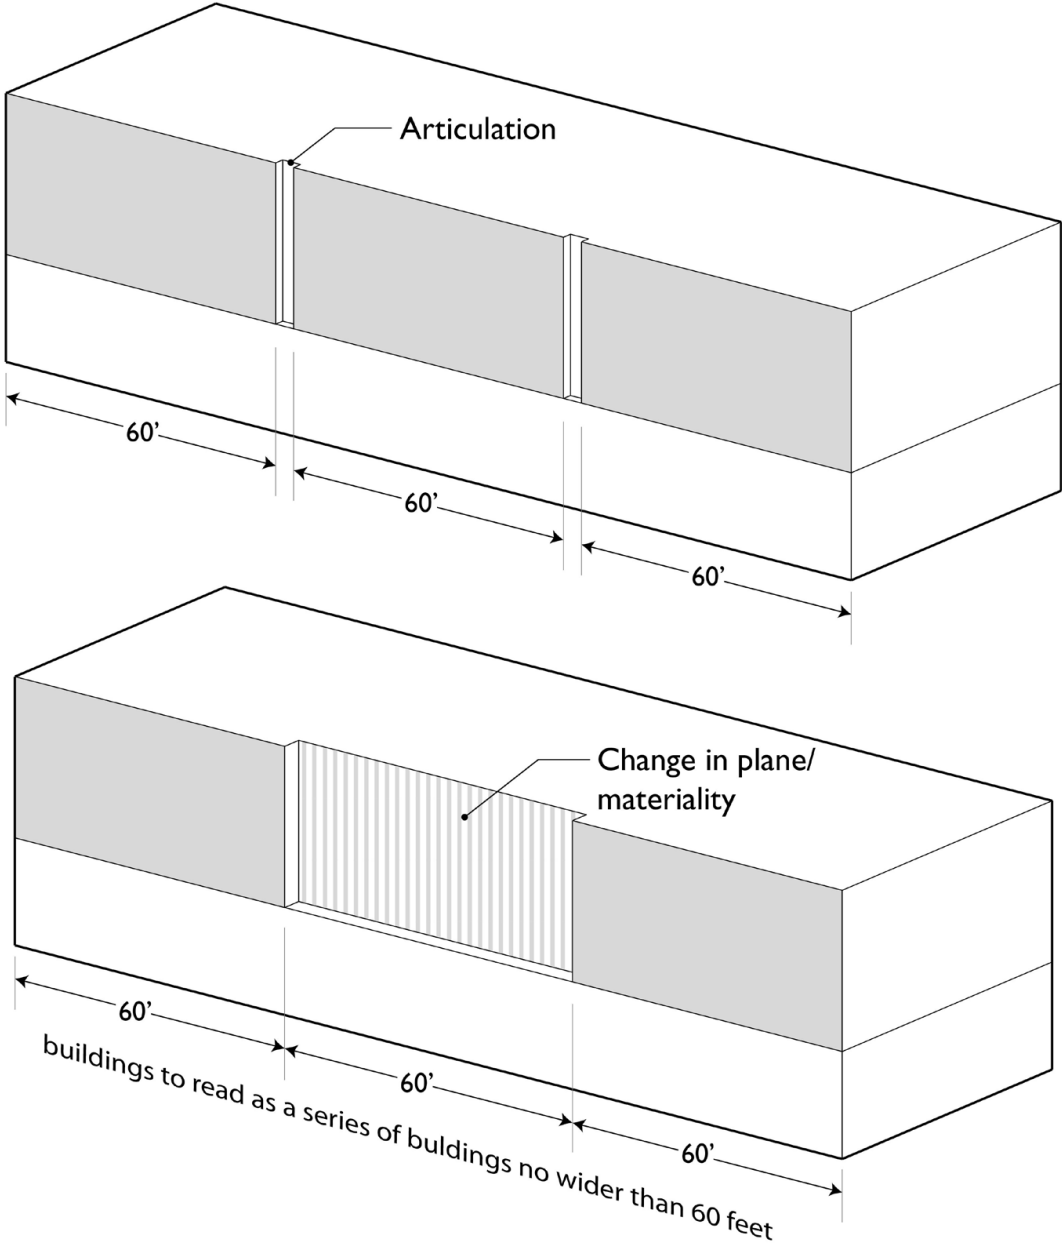 Articulation
60’
60’
60’
Change in plane/
materiality
60’
60’
60’
buildings to read as a series of buldings no wider than 60 feet